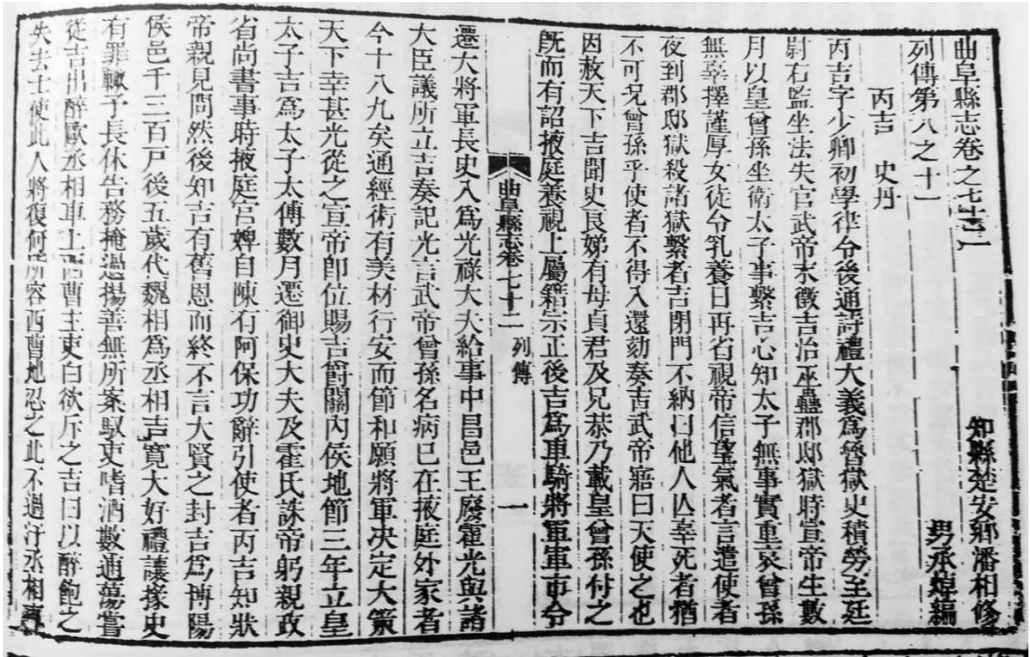 曲阜縣志卷之七十二
知縣楚安鄉潘相修
列傳第八之十一
男承焯編
丙吉　史丹
丙吉字少卿初學律令後通詩禮大義爲魯獄史積勞至廷
尉右監坐法失官武帝末徵吉治巫蠱郡邸獄時宣帝生數
月以皇曾孫坐衛太子事繫吉心知太子無事實重哀曾孫
無辜擇謹厚女徒令乳養日再省視帝信望氣者言遣使者
夜到郡邸獄殺諸獄繫者吉閉門不納曰他人亾辜死者猶
不可况曾孫乎使者不得入還劾奏吉武帝寤曰天使之也
因赦天下吉聞史良娣有母貞君及兄恭乃載皇曾孫付之
旣而有詔掖庭養視上屬籍宗正後吉爲車騎將軍軍市令
曲阜縣志卷七十二　列傳　一
遷大將軍長史入爲光祿大夫給事中昌邑王廢霍光與諸
大臣議所立吉奏記光言武帝曾孫名病已在掖庭外家者
今十八九矣通經術有美材行安而節和願將軍決定大策
天下幸甚光從之宣帝卽位賜吉爵關內侯地節三年立皇
太子吉爲太子太傅數月遷御史大夫及霍氏誅帝躬親政
省尚書事時掖庭宮婢自陳有阿保功辭引使者丙吉知狀
帝親見問然後知吉有舊恩而終不言大賢之封吉爲博陽
侯邑千三百戸後五歲代魏相爲丞相吉寛大好禮讓掾史
有罪輙予長休告務掩過揚善無所案馭吏嗜酒數逋蕩嘗
從吉出醉歐丞相車上西曹主吏白欲斥之吉曰以醉飽之
失去士使此人將復何所容西曹地忍之此不過汙丞相車